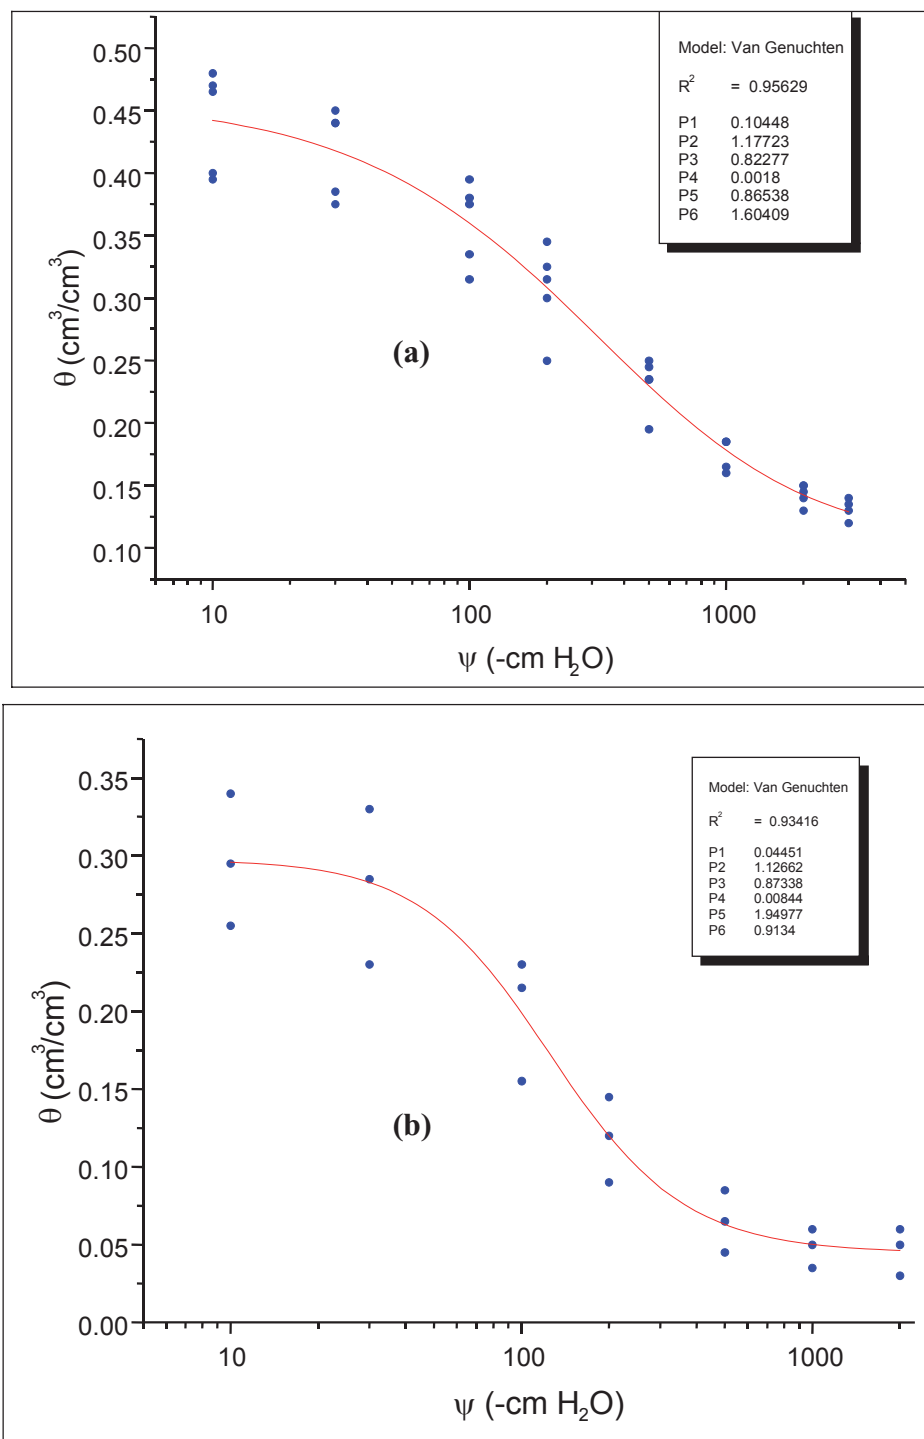 Model: Van Genuchten
R² = 0.95629
P1 0.10448
P2 1.17723
P3 0.82277
P4 0.0018
P5 0.86538
P6 1.60409
0.50
0.45
0.40
0.35
0.30
0.25
0.20
0.15
0.10
θ (cm³/cm³)
(a)
10 100 1000
ψ (-cm H₂O)
Model: Van Genuchten
R² = 0.93416
P1 0.04451
P2 1.12662
P3 0.87338
P4 0.00844
P5 1.94977
P6 0.9134
0.35
0.30
0.25
0.20
0.15
0.10
0.05
0.00
θ (cm³/cm³)
(b)
10 100 1000
ψ (-cm H₂O)